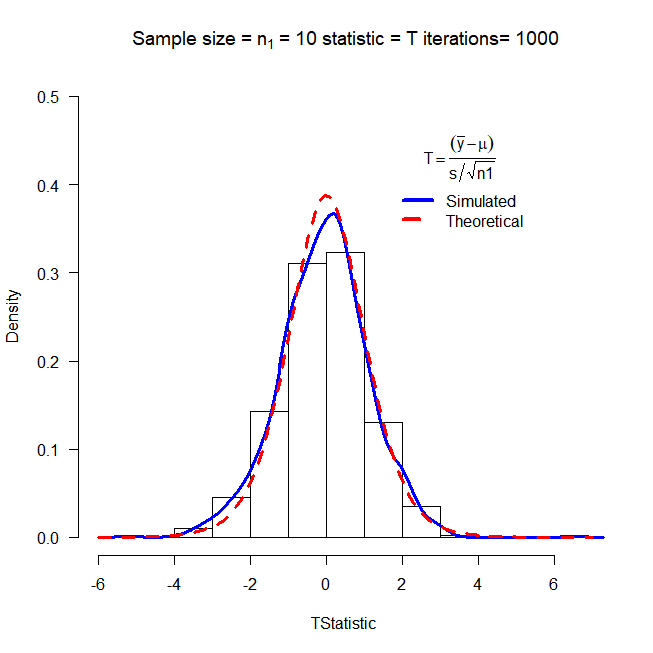 Sample size = n₁ = 10 statistic = T iterations= 1000
0.5
T = (y̅ − μ) / s/√n1
0.4
Simulated
Theoretical
0.3
Density
0.2
0.1
0.0
-6 -4 -2 0 2 4 6
TStatistic